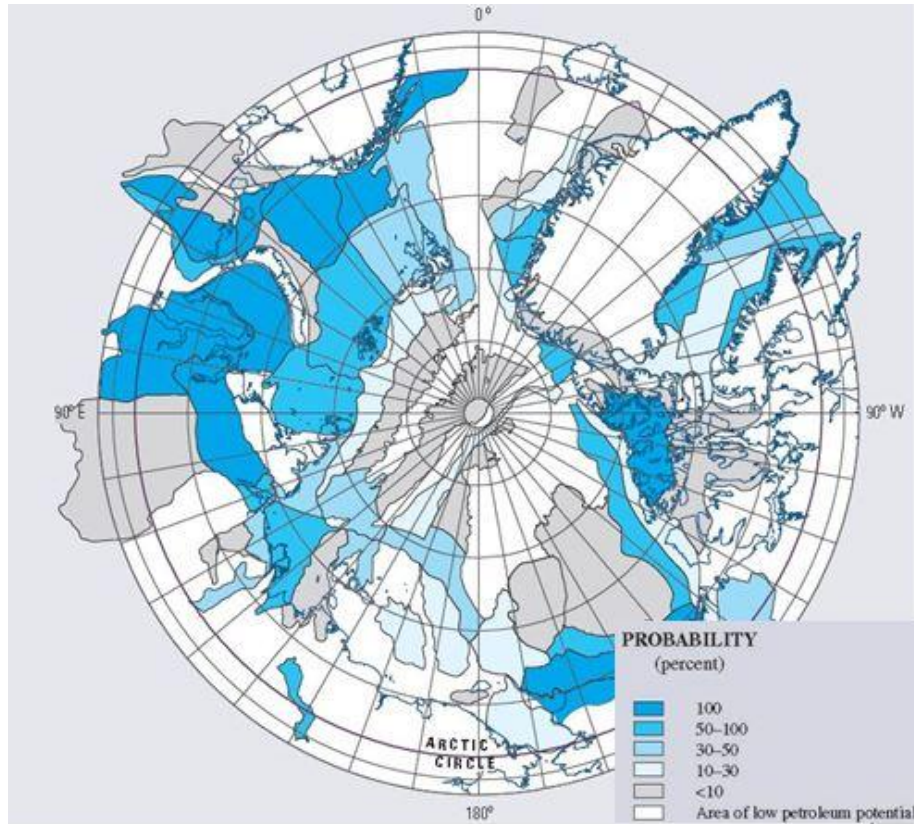 0°
90° E
90° W
ARCTIC
CIRCLE
180°
PROBABILITY
(percent)
100
50–100
30–50
10–30
<10
Area of low petroleum potential